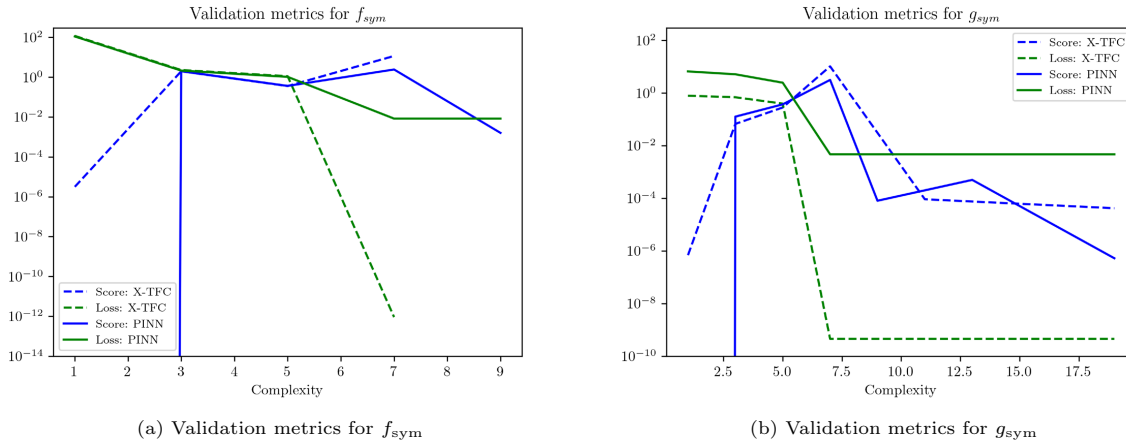 Validation metrics for f_sym
10^2
10^0
10^−2
10^−4
10^−6
10^−8
10^−10
10^−12
10^−14
Score: X-TFC
Loss: X-TFC
Score: PINN
Loss: PINN
1 2 3 4 5 6 7 8 9
Complexity
(a) Validation metrics for f_sym
Validation metrics for g_sym
10^2
10^0
10^−2
10^−4
10^−6
10^−8
10^−10
Score: X-TFC
Loss: X-TFC
Score: PINN
Loss: PINN
2.5 5.0 7.5 10.0 12.5 15.0 17.5
Complexity
(b) Validation metrics for g_sym